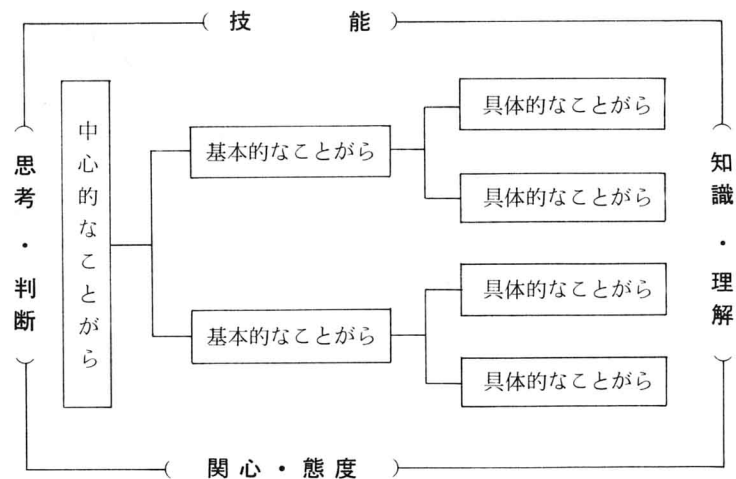 （技　　能）
（思考・判断）
中心的なことがら
基本的なことがら
具体的なことがら
具体的なことがら
基本的なことがら
具体的なことがら
具体的なことがら
（知識・理解）
（関心・態度）